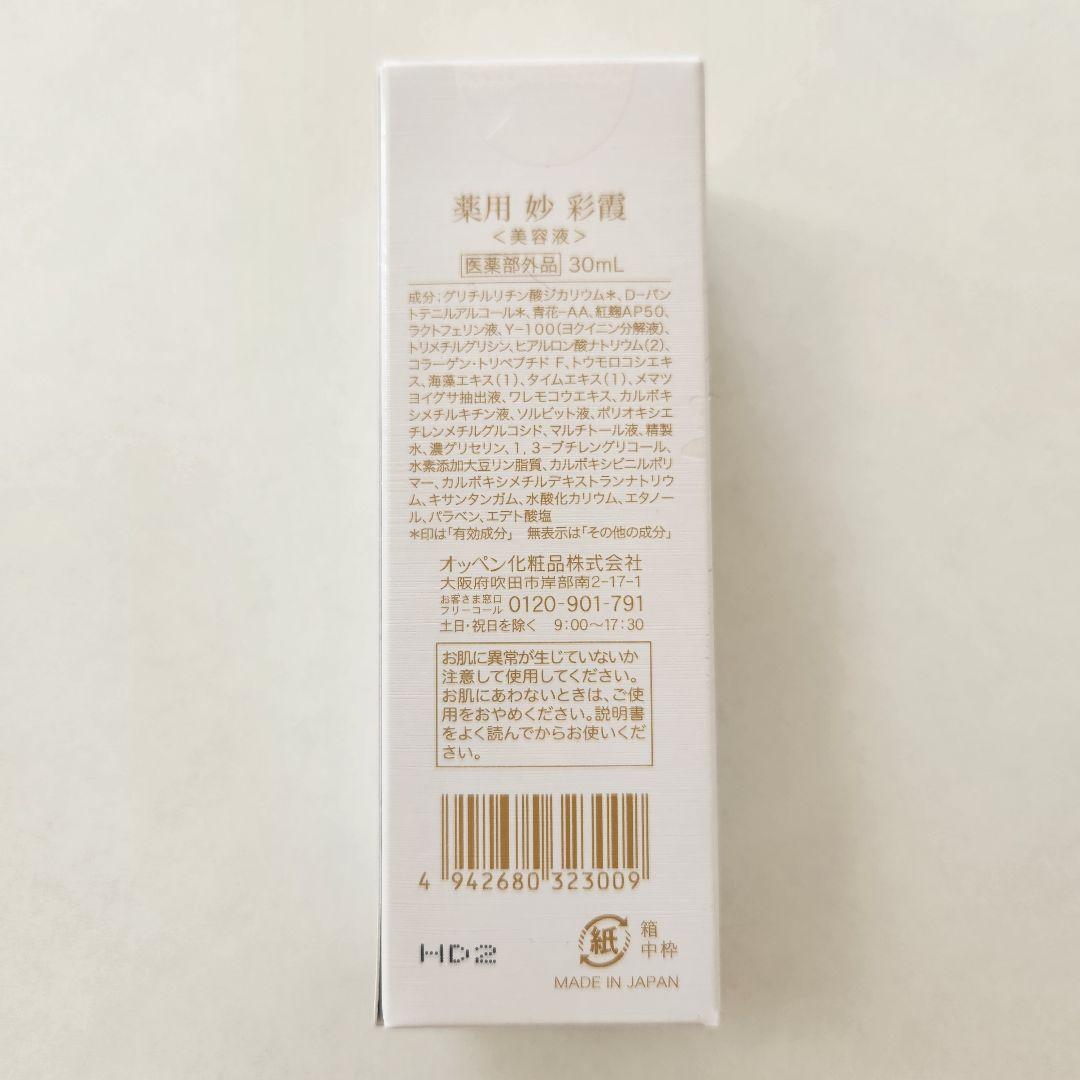 薬用 妙 彩霞
<美容液>
医薬部外品 30mL
成分：グリチルリチン酸ジカリウム＊、D-パン
トテニルアルコール＊、青花-AA、紅麹AP50、
ラクトフェリン液、Y-100（ヨクイニン分解液）、
トリメチルグリシン、ヒアルロン酸ナトリウム（2）、
コラーゲン・トリペプチド F、トウモロコシエキ
ス、海藻エキス（1）、タイムエキス（1）、メマツ
ヨイグサ抽出液、ワレモコウエキス、カルボキ
シメチルキチン液、ソルビット液、ポリオキシエ
チレンメチルグルコシド、マルチトール液、精製
水、濃グリセリン、1，3-ブチレングリコール、
水素添加大豆リン脂質、カルボキシビニルポリ
マー、カルボキシメチルデキストランナトリウ
ム、キサンタンガム、水酸化カリウム、エタノー
ル、パラベン、エデト酸塩
＊印は「有効成分」 無表示は「その他の成分」
オッペン化粧品株式会社
大阪府吹田市岸部南2-17-1
お客さま窓口
フリーコール 0120-901-791
土日・祝日を除く 9:00～17:30
お肌に異常が生じていないか
注意して使用してください。
お肌にあわないときは、ご使
用をおやめください。説明書
をよく読んでからお使いくだ
さい。
4 942680 323009
HD2
紙 箱
中枠
MADE IN JAPAN